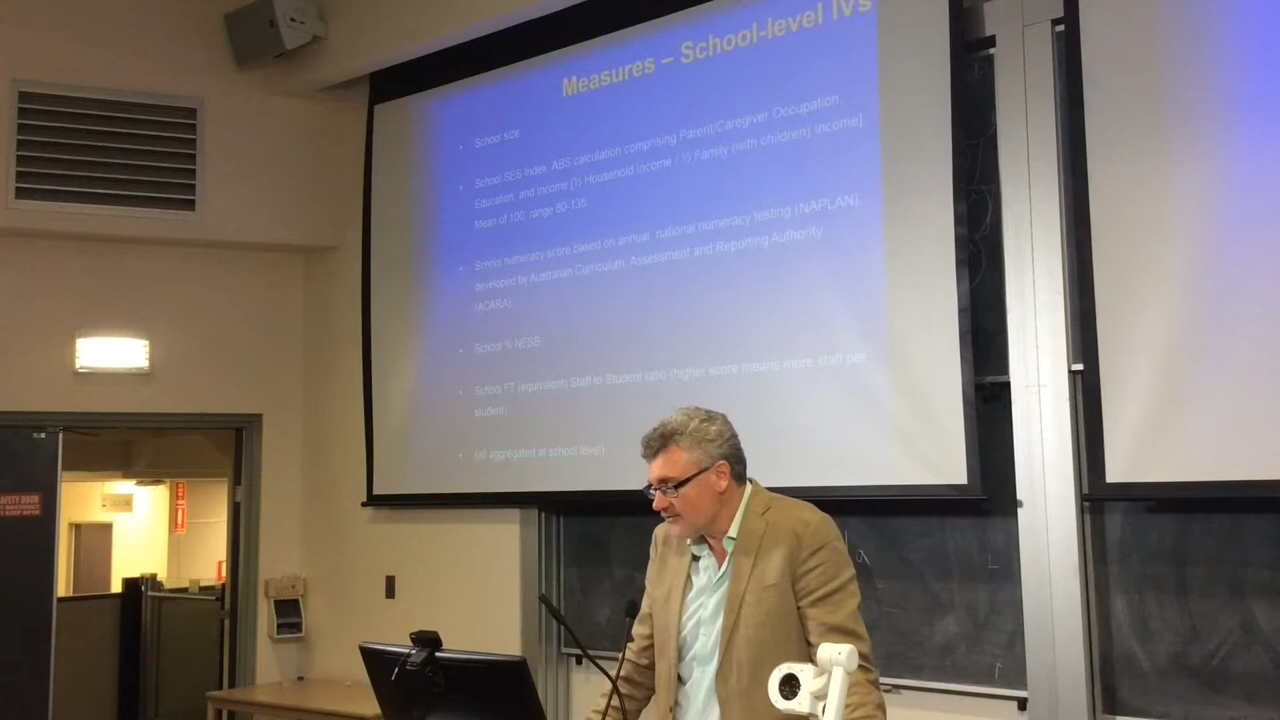 Measures – School-level IVs
School size
School SES Index, ABS calculation comprising Parent/Caregiver Occupation,
Education, and Income [½ Household Income / ½ Family (with children) Income]
Mean of 100, range 80-135
School numeracy score based on annual national numeracy testing (NAPLAN),
developed by Australian Curriculum, Assessment and Reporting Authority
(ACARA)
School % NESB
School FT (equivalent) Staff to Student ratio (higher score means more staff per
student)
(all aggregated at school level)
SAFETY DOOR